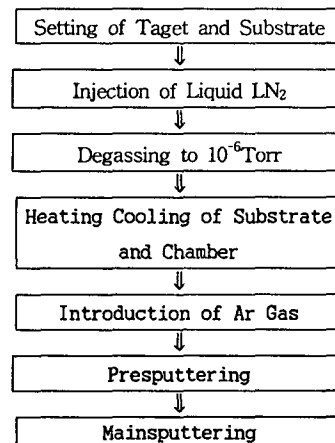 Setting of Taget and Substrate
⇓
Injection of Liquid LN₂
⇓
Degassing to 10⁻⁶Torr
⇓
Heating Cooling of Substrate
and Chamber
⇓
Introduction of Ar Gas
⇓
Presputtering
⇓
Mainsputtering